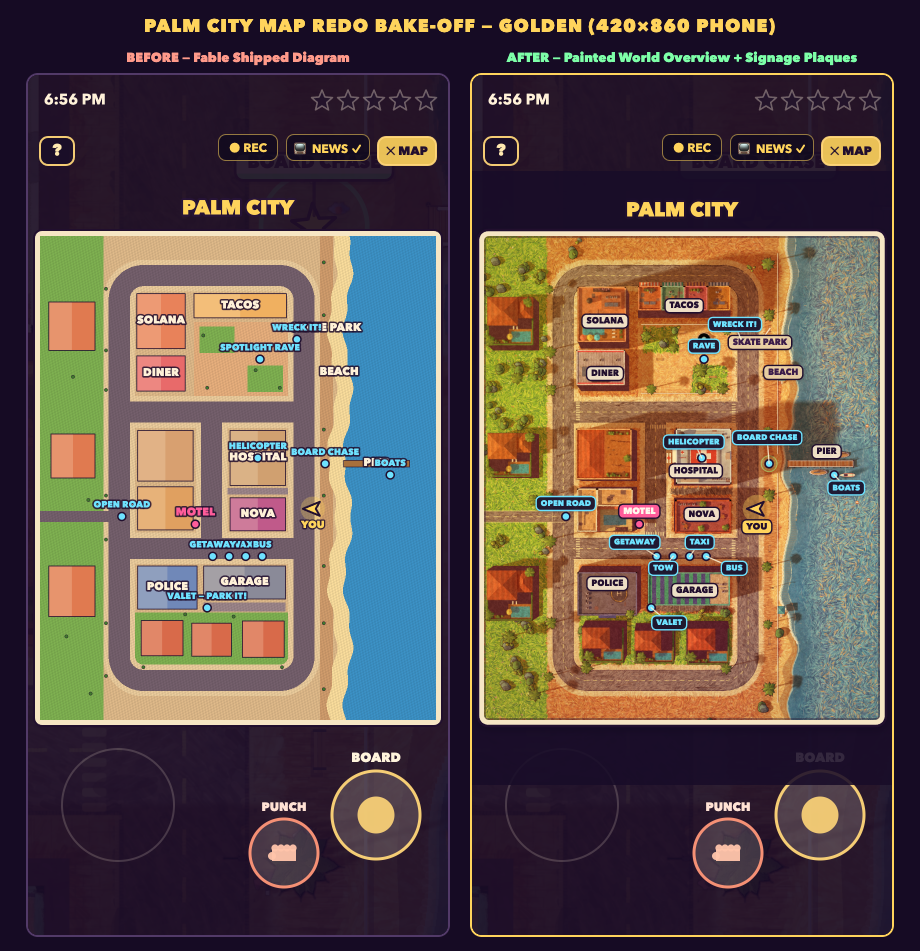 PALM CITY MAP REDO BAKE-OFF – GOLDEN (420×860 PHONE)
BEFORE – Fable Shipped Diagram
6:56 PM
?
REC
NEWS ✓
× MAP
BOARD CHASE
PALM CITY
SOLANA
TACOS
WRECK IT!
E PARK
SPOTLIGHT RAVE
DINER
BEACH
HELICOPTER
HOSPITAL
BOARD CHASE
BOATS
OPEN ROAD
MOTEL
NOVA
YOU
GETAWAY
BUS
POLICE
GARAGE
VALET – PARK IT!
BOARD
PUNCH
AFTER – Painted World Overview + Signage Plaques
6:56 PM
?
REC
NEWS ✓
× MAP
PALM CITY
SOLANA
TACOS
WRECK IT!
RAVE
SKATE PARK
DINER
BEACH
HELICOPTER
BOARD CHASE
PIER
HOSPITAL
BOATS
OPEN ROAD
MOTEL
NOVA
YOU
GETAWAY
TAXI
TOW
BUS
POLICE
GARAGE
VALET
BOARD
PUNCH